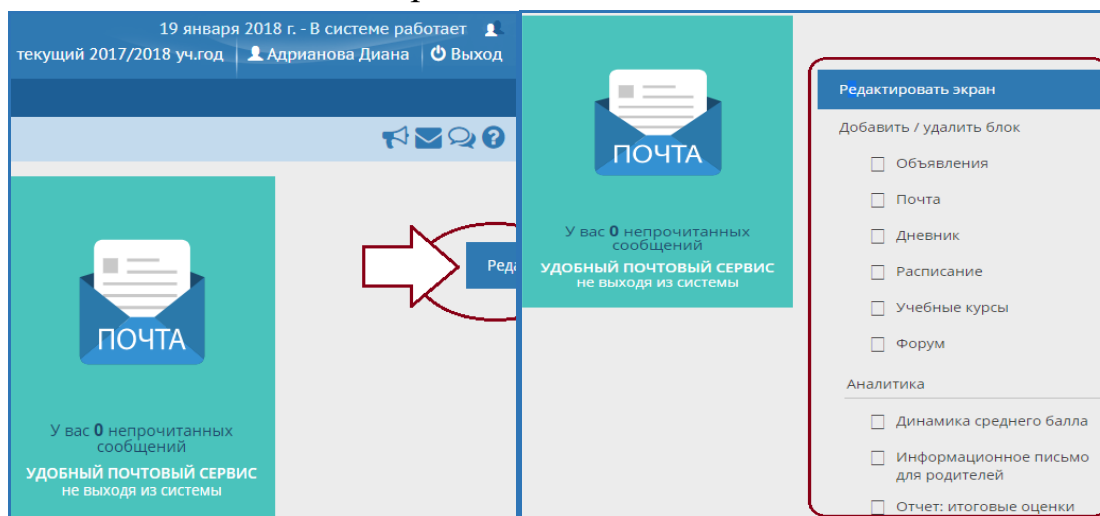 19 января 2018 г. - В системе работает
текущий 2017/2018 уч.год Адрианова Диана Выход
ПОЧТА
У вас 0 непрочитанных
сообщений
УДОБНЫЙ ПОЧТОВЫЙ СЕРВИС
не выходя из системы
Реда
ПОЧТА
У вас 0 непрочитанных
сообщений
УДОБНЫЙ ПОЧТОВЫЙ СЕРВИС
не выходя из системы
Редактировать экран
Добавить / удалить блок
Объявления
Почта
Дневник
Расписание
Учебные курсы
Форум
Аналитика
Динамика среднего балла
Информационное письмо
для родителей
Отчет: итоговые оценки